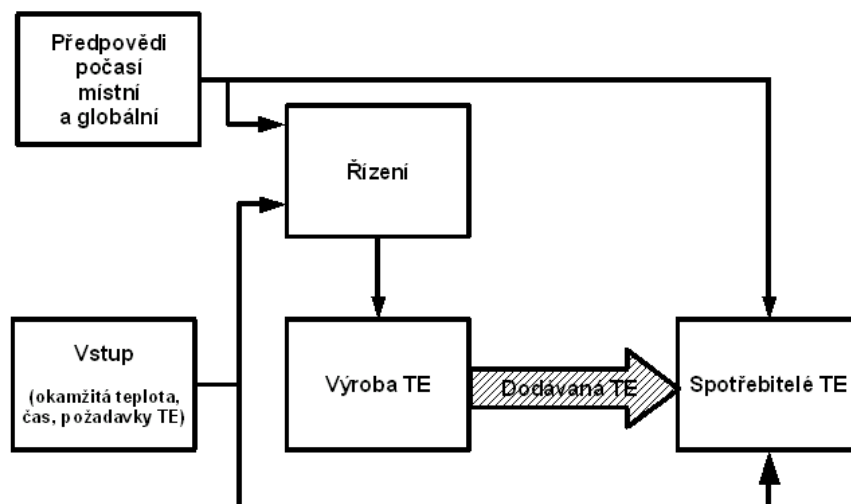 Předpovědi
počasí
místní
a globální
Řízení
Vstup
(okamžitá teplota,
čas, požadavky TE)
Výroba TE
Dodávaná TE
Spotřebitelé TE